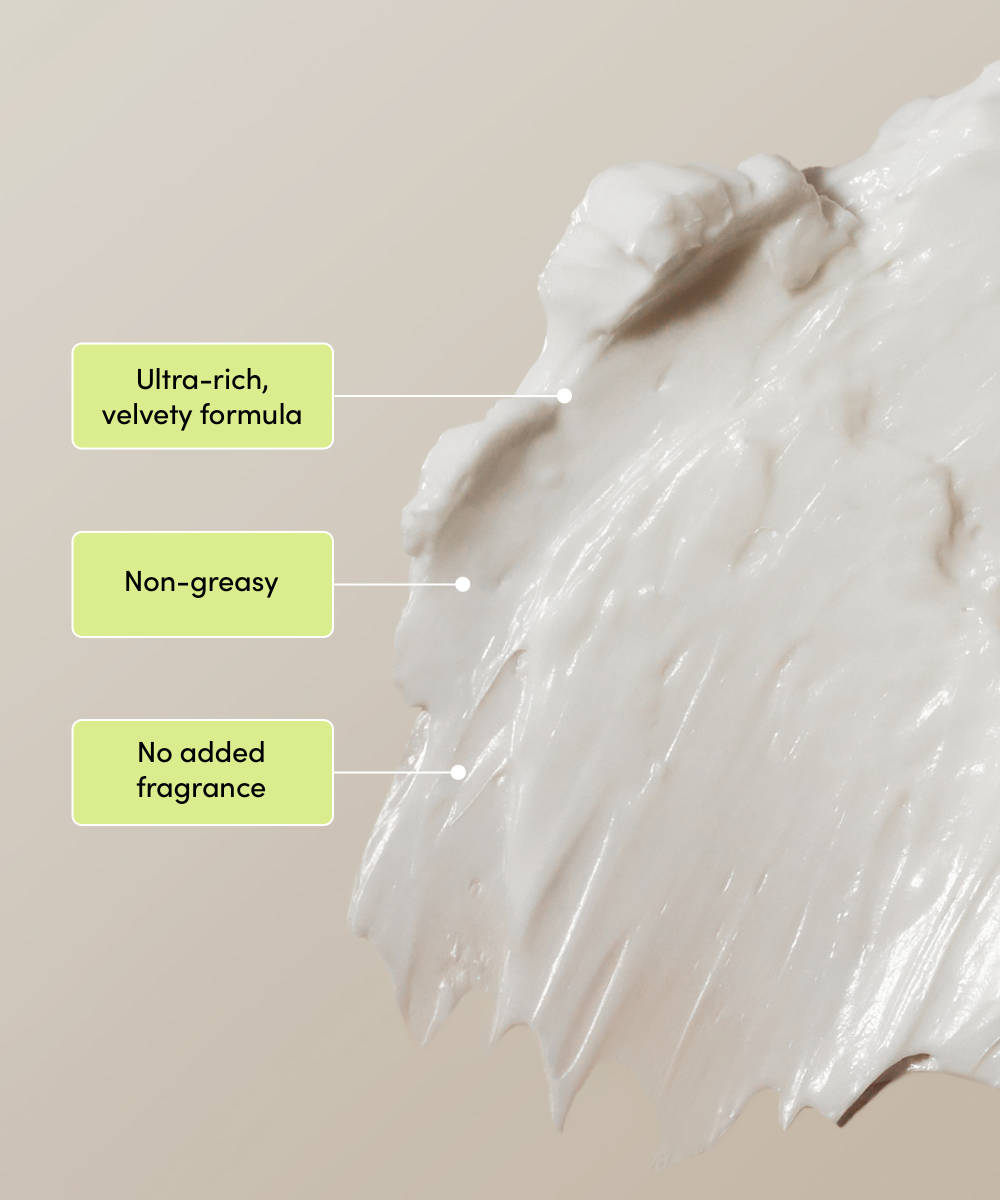 Ultra-rich,
velvety formula
Non-greasy
No added
fragrance